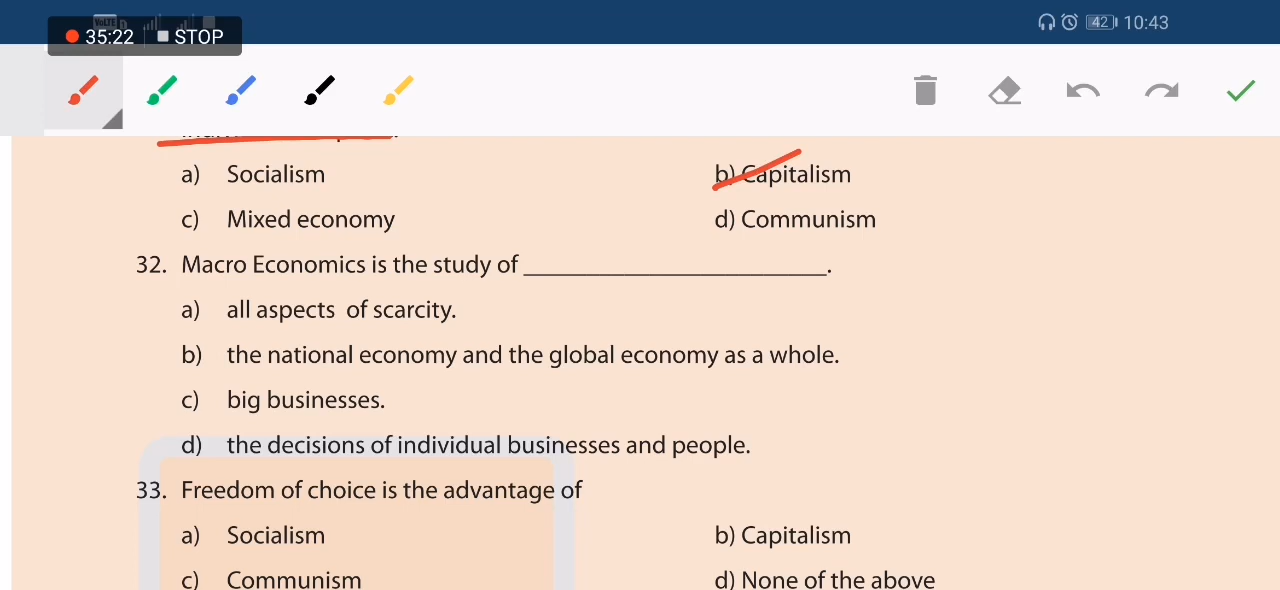 35:22 STOP
42 10:43
a) Socialism b) Capitalism
c) Mixed economy d) Communism
32. Macro Economics is the study of ________________________.
a) all aspects of scarcity.
b) the national economy and the global economy as a whole.
c) big businesses.
d) the decisions of individual businesses and people.
33. Freedom of choice is the advantage of
a) Socialism b) Capitalism
c) Communism d) None of the above